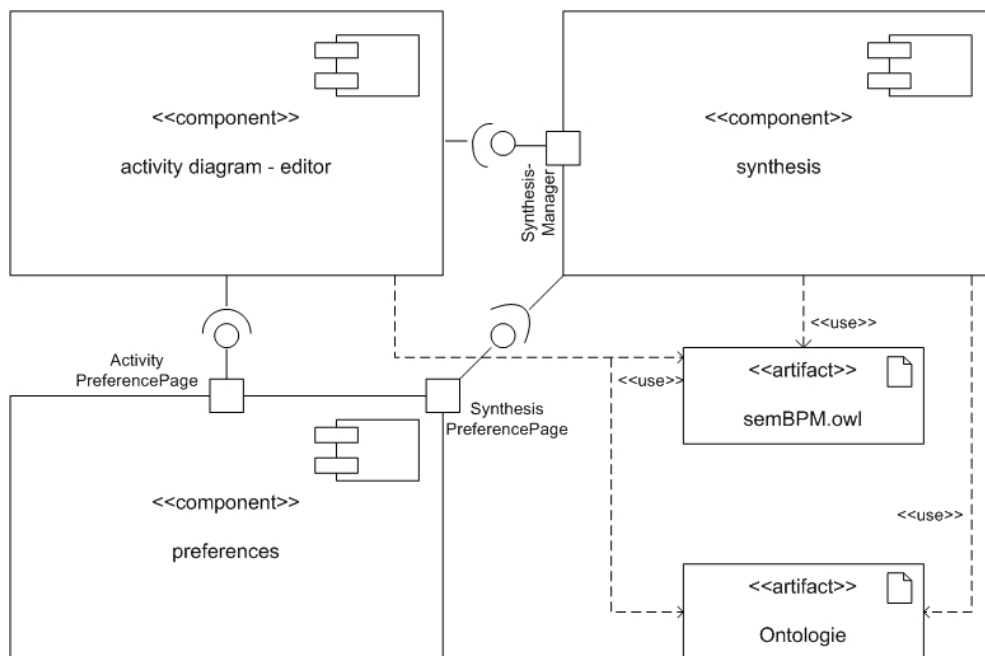 <<component>>
activity diagram - editor
<<component>>
synthesis
Synthesis-
Manager
<<use>>
Activity
PreferencePage
Synthesis
PreferencePage
<<use>>
<<artifact>>
semBPM.owl
<<component>>
preferences
<<use>>
<<artifact>>
Ontologie